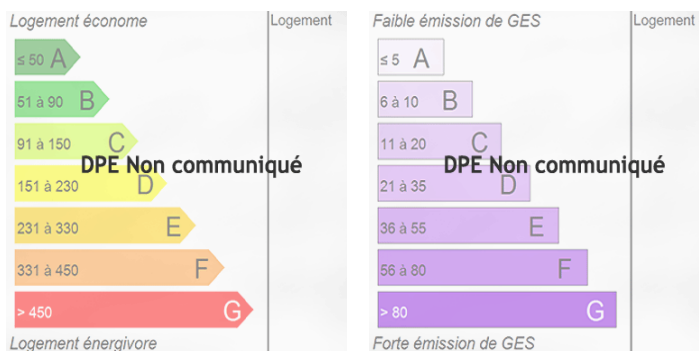 Logement économe
Logement
≤ 50 A
51 à 90 B
91 à 150 C
DPE Non communiqué
151 à 230 D
231 à 330 E
331 à 450 F
> 450 G
Logement énergivore
Faible émission de GES
Logement
≤ 5 A
6 à 10 B
11 à 20 C
DPE Non communiqué
21 à 35 D
36 à 55 E
56 à 80 F
> 80 G
Forte émission de GES